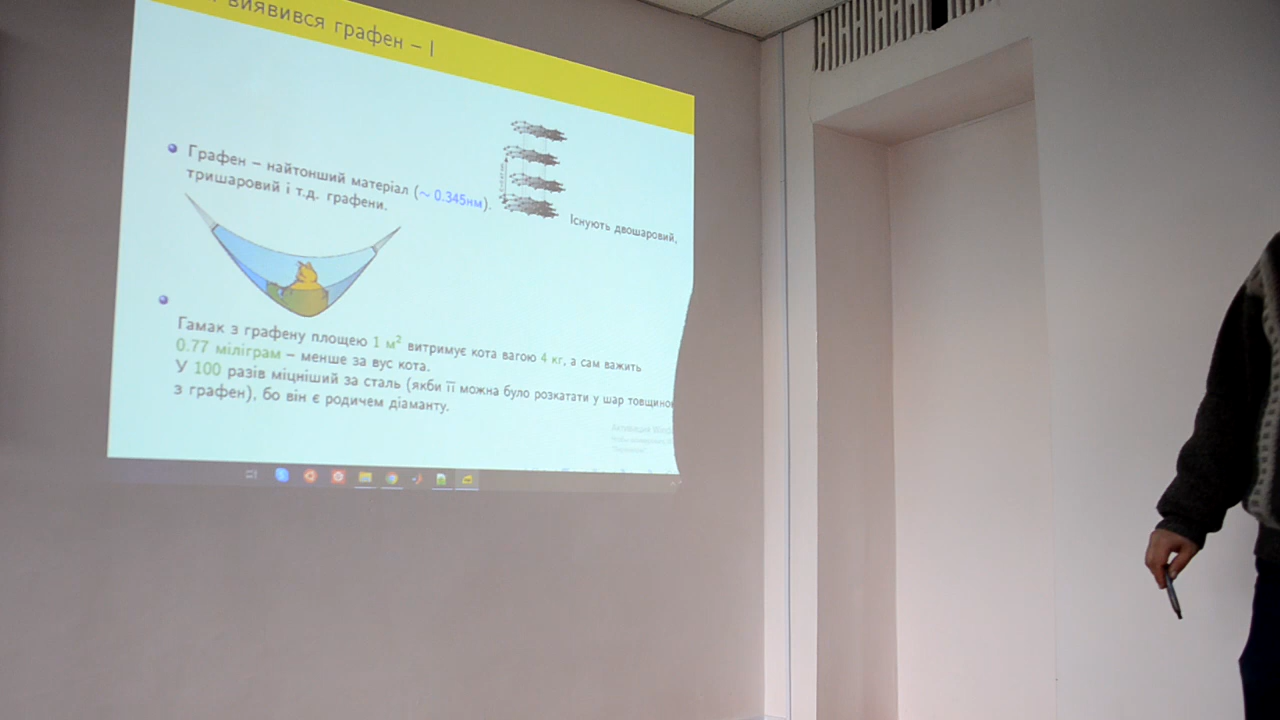 виявився графен – I
Графен – найтонший матеріал (~ 0.345нм).
Існують двошаровий,
тришаровий і т.д. графени.
Гамак з графену площею 1 м² витримує кота вагою 4 кг, а сам важить
0.77 міліграм – менше за вус кота.
У 100 разів міцніший за сталь (якби її можна було розкатати у шар товщиною
з графен), бо він є родичем діаманту.
Активация